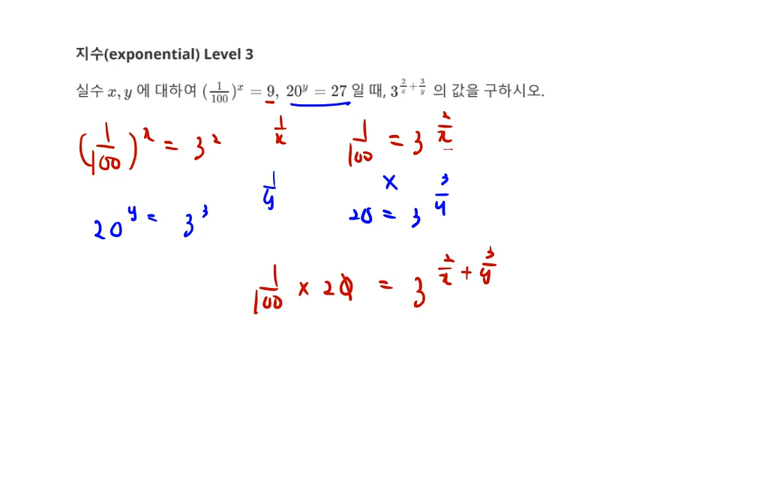 지수(exponential) Level 3
실수 x, y 에 대하여 (1/100)^x = 9, 20^y = 27 일 때, 3^(2/x + 3/y) 의 값을 구하시오.
(1/100)^x = 3^2 1/x 1/100 = 3^(2/x)
×
20^y = 3^3 1/y 20 = 3^(3/y)
1/100 × 20 = 3^(2/x + 3/y)